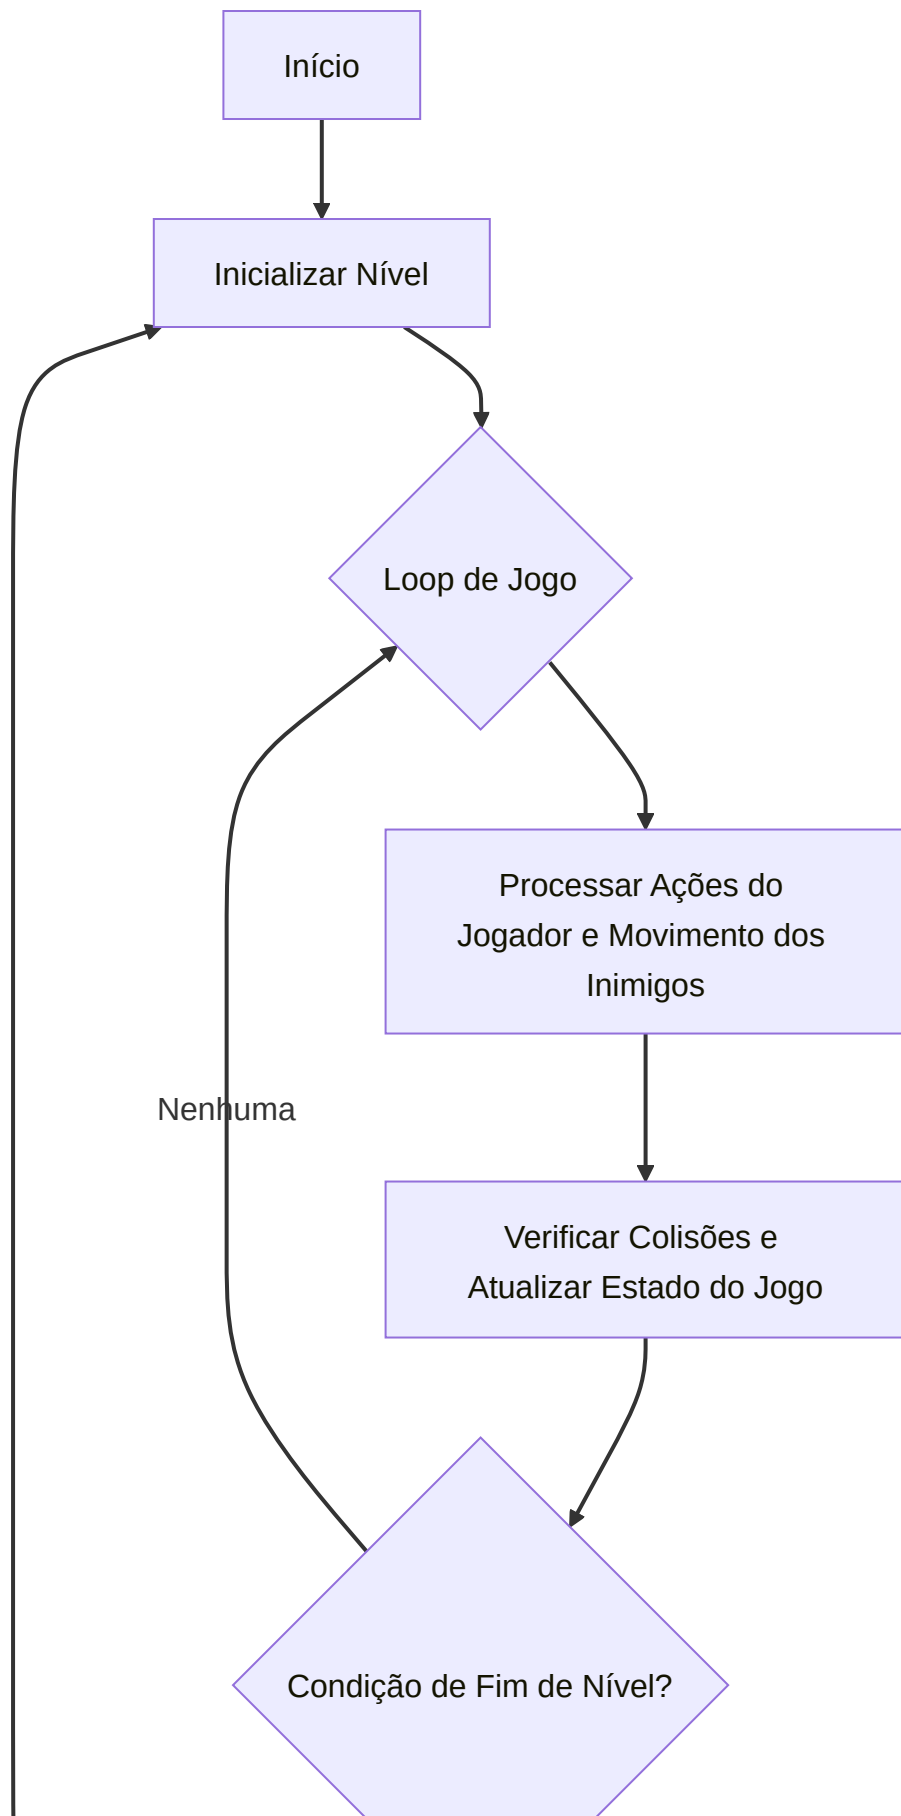 Início
Inicializar Nível
Loop de Jogo
Processar Ações do
Jogador e Movimento dos
Inimigos
Nenhuma
Verificar Colisões e
Atualizar Estado do Jogo
Condição de Fim de Nível?